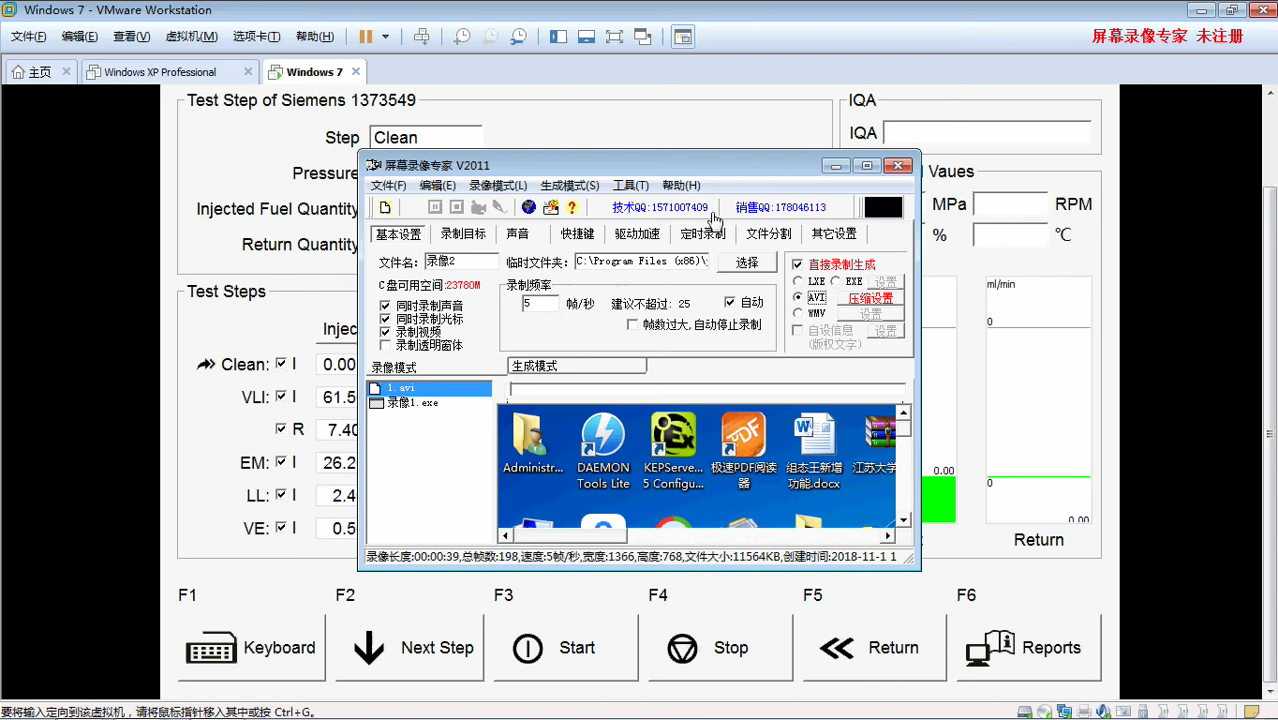 Windows 7 - VMware Workstation
文件(F) 编辑(E) 查看(V) 虚拟机(M) 选项卡(T) 帮助(H)
屏幕录像专家 未注册
主页 Windows XP Professional Windows 7
Test Step of Siemens 1373549
IQA
Step Clean
IQA
Pressure
Vaues
Injected Fuel Quantity
MPa RPM
Return Quantity
% ℃
屏幕录像专家 V2011
文件(F) 编辑(E) 录像模式(L) 生成模式(S) 工具(T) 帮助(H)
技术QQ:1571007409 销售QQ:178046113
基本设置 录制目标 声音 快捷键 驱动加速 定时录制 文件分割 其它设置
文件名: 录像2 临时文件夹: C:\Program Files (x86)\ 选择
直接录制生成
C盘可用空间:23780M
录制频率
LXE EXE 设置
同时录制声音
5 帧/秒 建议不超过: 25 自动
AVI 压缩设置
同时录制光标
WMV 设置
录制视频
帧数过大,自动停止录制
自设信息 设置
录制透明窗体
(版权文字)
录像模式 生成模式
1.avi
录像1.exe
Administr...
DAEMON Tools Lite
KEPServe... 5 Configu...
极速PDF阅读器
组态王新增功能.docx
江苏大学
录像长度:00:00:39,总帧数:198,速度:5帧/秒,宽度:1366,高度:768,文件大小:11564KB,创建时间:2018-11-1 1
Test Steps
Injec
Clean: I 0.00
VLI: I 61.5
R 7.40
EM: I 26.2
LL: I 2.4
VE: I 0.5
ml/min
0
0.00
0
0.00
Return
F1 F2 F3 F4 F5 F6
Keyboard Next Step Start Stop Return Reports
要将输入定向到该虚拟机，请将鼠标指针移入其中或按 Ctrl+G。